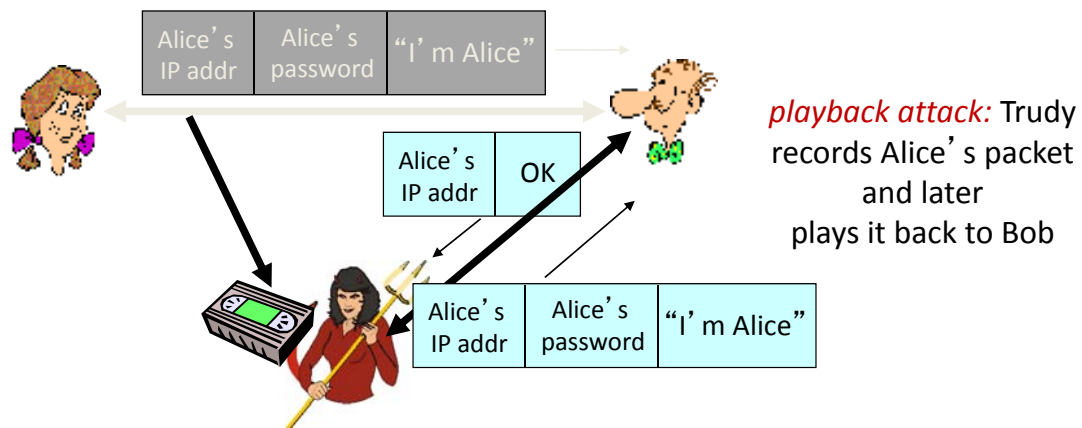 Alice’s
IP addr
Alice’s
password
“I’m Alice”
playback attack: Trudy
records Alice’s packet
and later
plays it back to Bob
Alice’s
IP addr
OK
Alice’s
IP addr
Alice’s
password
“I’m Alice”